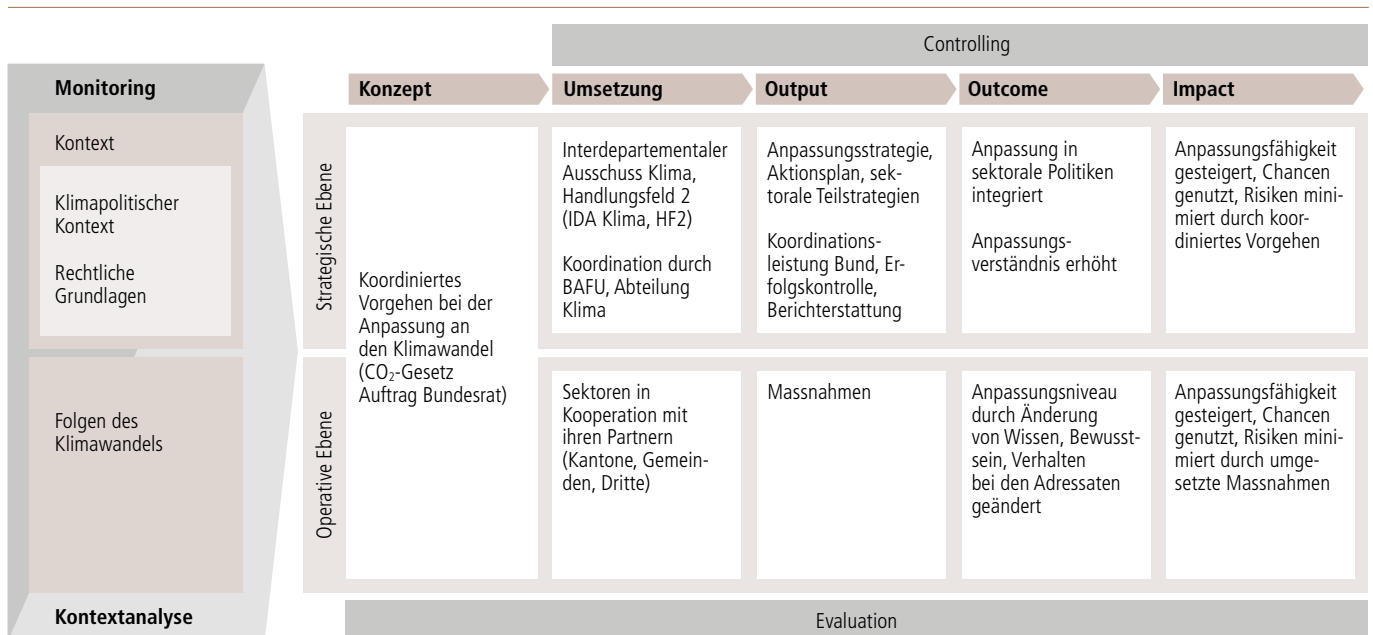 Controlling
Monitoring
Konzept
Umsetzung
Output
Outcome
Impact
Kontext
Klimapolitischer
Kontext
Rechtliche
Grundlagen
Folgen des
Klimawandels
Kontextanalyse
Strategische Ebene
Operative Ebene
Koordiniertes
Vorgehen bei der
Anpassung an
den Klimawandel
(CO₂-Gesetz
Auftrag Bundesrat)
Interdepartementaler
Ausschuss Klima,
Handlungsfeld 2
(IDA Klima, HF2)
Koordination durch
BAFU, Abteilung
Klima
Anpassungsstrategie,
Aktionsplan, sek-
torale Teilstrategien
Koordinations-
leistung Bund, Er-
folgskontrolle,
Berichterstattung
Anpassung in
sektorale Politiken
integriert
Anpassungs-
verständnis erhöht
Anpassungsfähigkeit
gesteigert, Chancen
genutzt, Risiken mini-
miert durch koor-
diniertes Vorgehen
Sektoren in
Kooperation mit
ihren Partnern
(Kantone, Gemein-
den, Dritte)
Massnahmen
Anpassungsniveau
durch Änderung
von Wissen, Bewusst-
sein, Verhalten
bei den Adressaten
geändert
Anpassungsfähigkeit
gesteigert, Chancen
genutzt, Risiken mini-
miert durch umge-
setzte Massnahmen
Evaluation